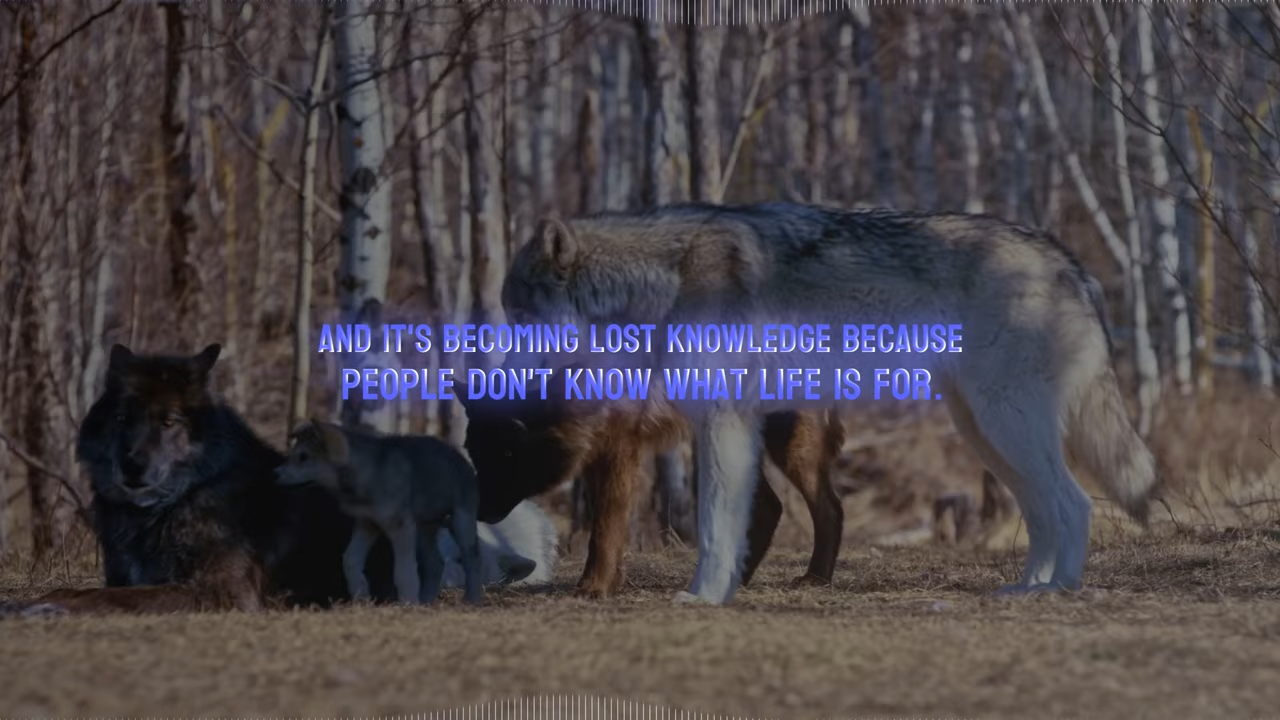 AND IT'S BECOMING LOST KNOWLEDGE BECAUSE
PEOPLE DON'T KNOW WHAT LIFE IS FOR.